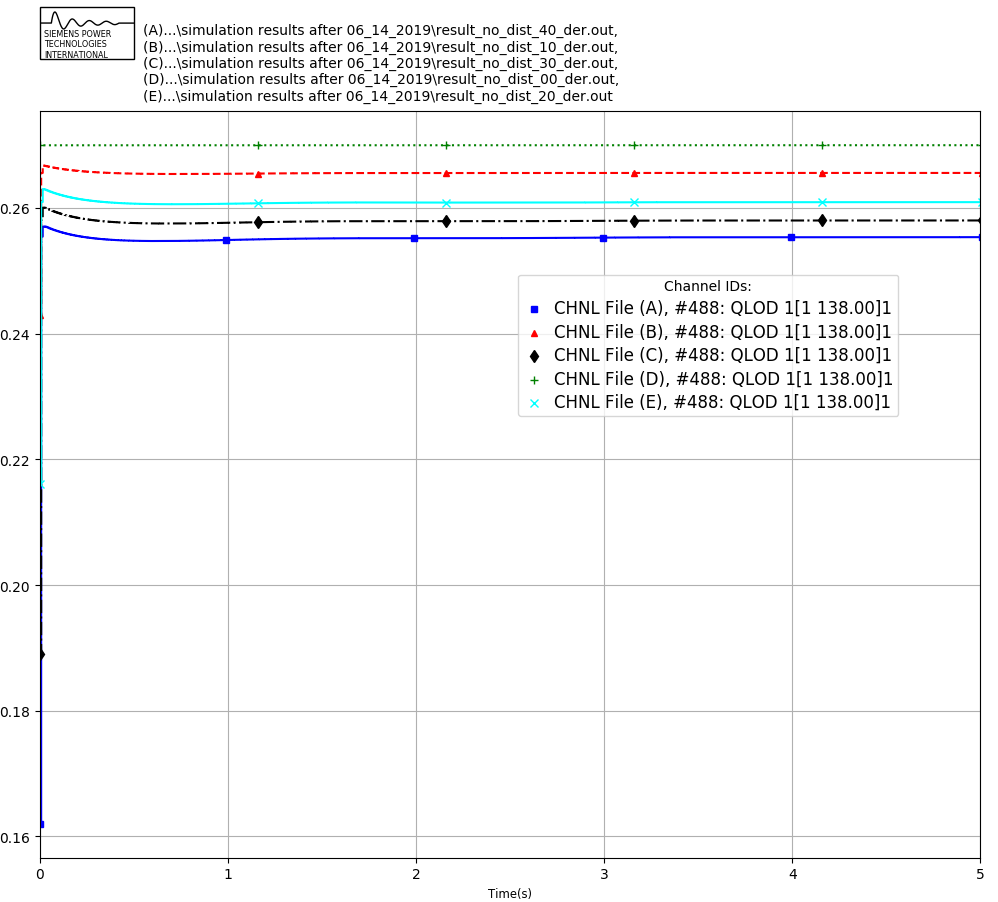 SIEMENS POWER
TECHNOLOGIES
INTERNATIONAL
(A)...\simulation results after 06_14_2019\result_no_dist_40_der.out,
(B)...\simulation results after 06_14_2019\result_no_dist_10_der.out,
(C)...\simulation results after 06_14_2019\result_no_dist_30_der.out,
(D)...\simulation results after 06_14_2019\result_no_dist_00_der.out,
(E)...\simulation results after 06_14_2019\result_no_dist_20_der.out
0.26
0.24
0.22
0.20
0.18
0.16
Channel IDs:
CHNL File (A), #488: QLOD 1[1 138.00]1
CHNL File (B), #488: QLOD 1[1 138.00]1
CHNL File (C), #488: QLOD 1[1 138.00]1
CHNL File (D), #488: QLOD 1[1 138.00]1
CHNL File (E), #488: QLOD 1[1 138.00]1
0 1 2 3 4 5
Time(s)